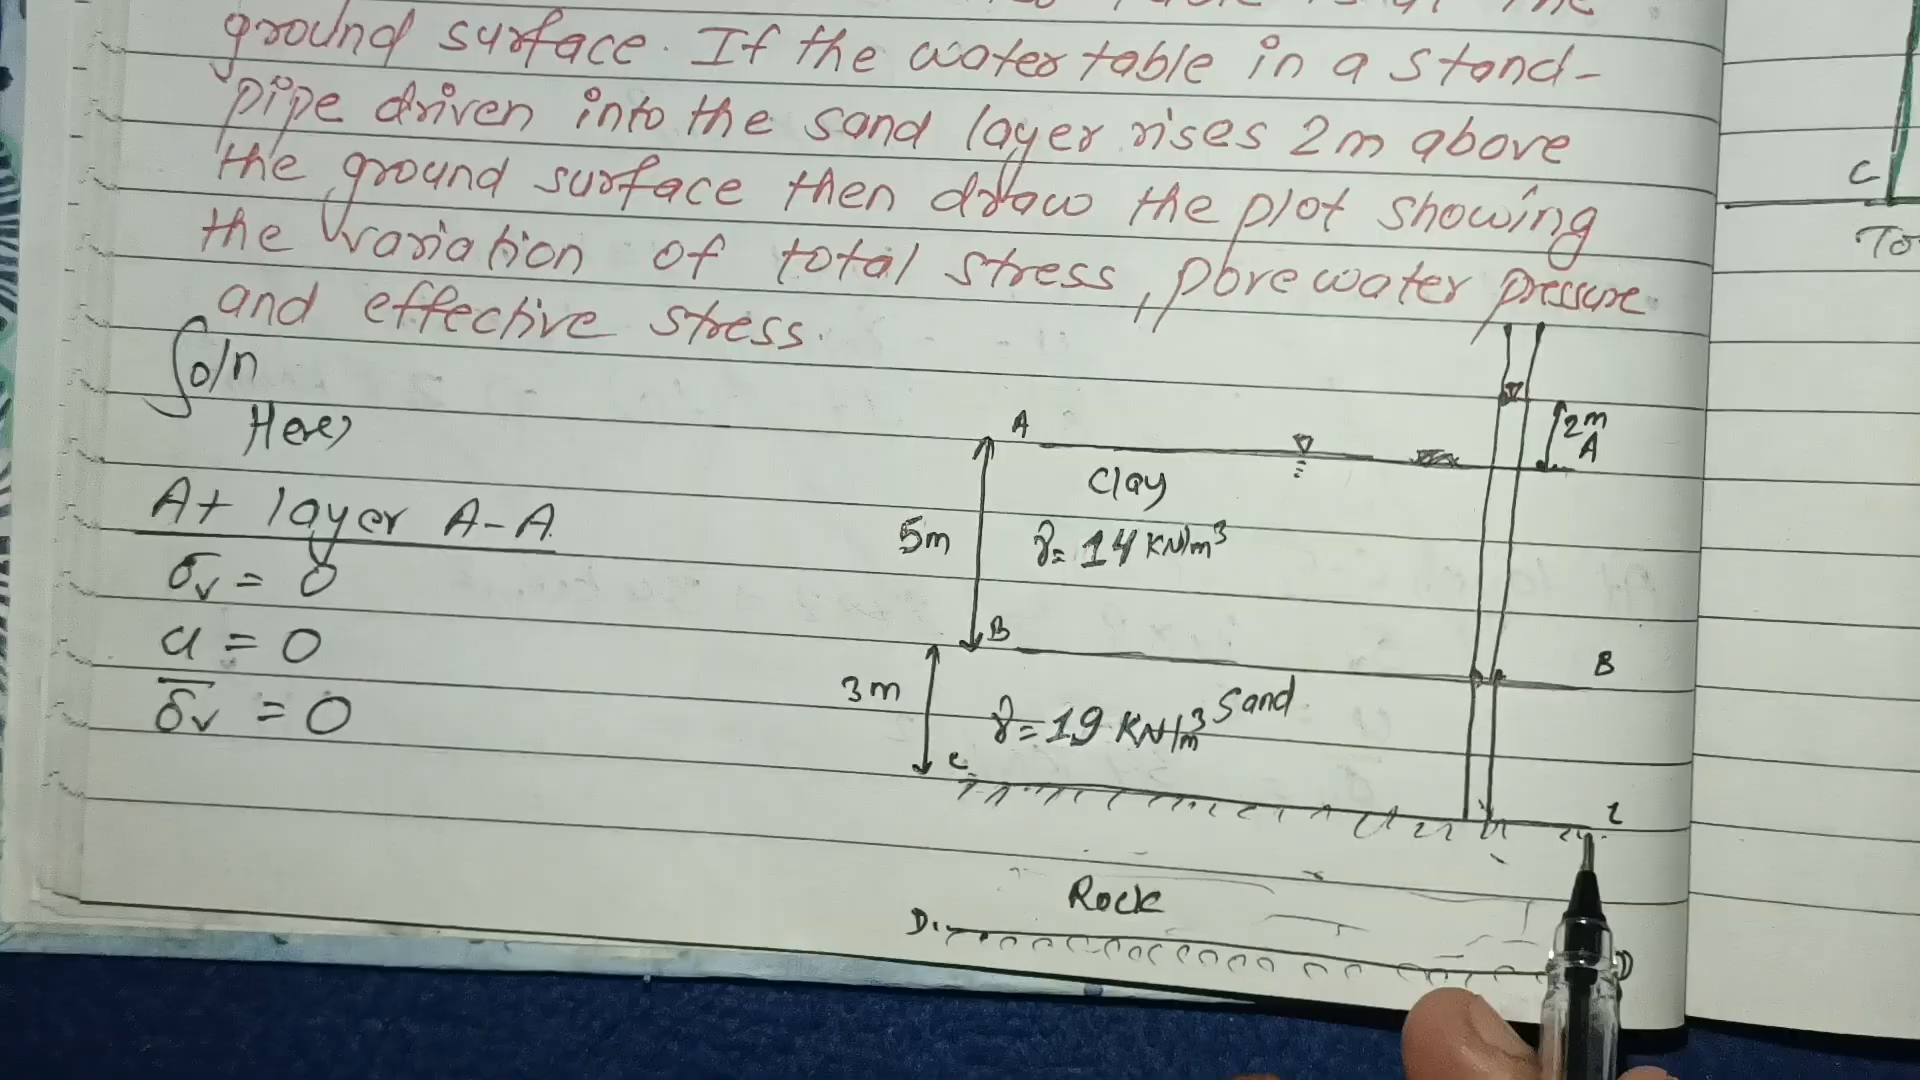 ground surface. If the water table in a stand-
pipe driven into the sand layer rises 2m above
the ground surface then draw the plot showing
the variation of total stress, pore water pressure
and effective stress.
Soln
Here,
At layer A-A
σv = 0
u = 0
σ̅v = 0
A
2m
A
Clay
5m
γ = 14 KN/m³
B
B
3m
Sand
γ = 19 KN/m³
C
Rock
D
D
C
To